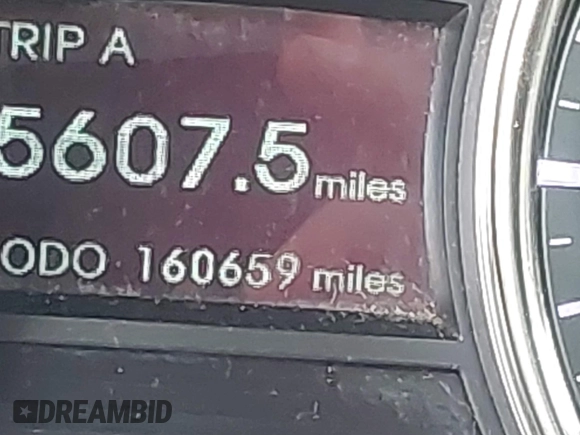 TRIP A
5607.5 miles
ODO 160659 miles
DREAMBID